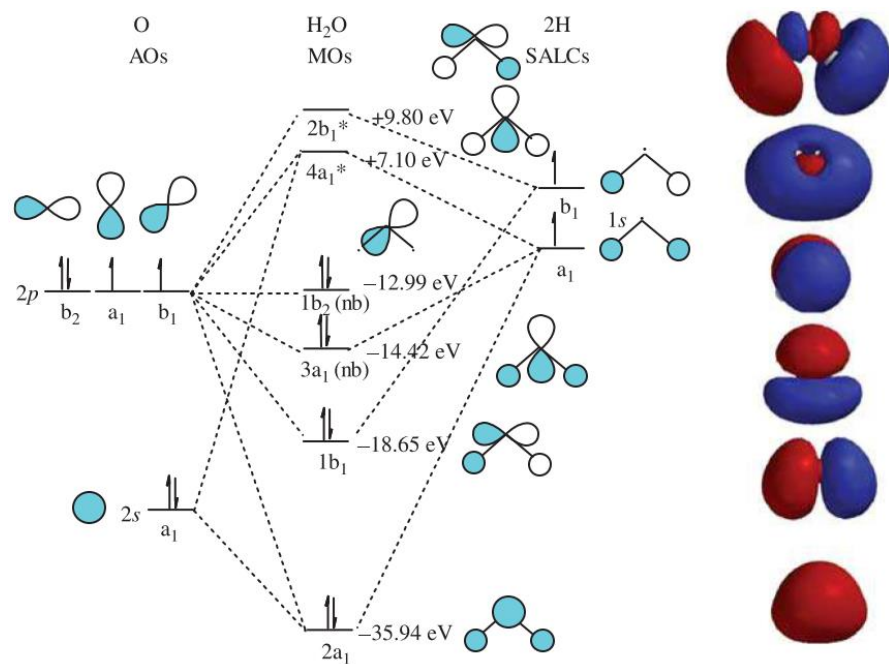 O H₂O 2H
AOs MOs SALCs
+9.80 eV
2b₁*
+7.10 eV
4a₁*
b₁
1s
a₁
2p
b₂ a₁ b₁
−12.99 eV
1b₂ (nb)
−14.42 eV
3a₁ (nb)
−18.65 eV
1b₁
2s
a₁
−35.94 eV
2a₁